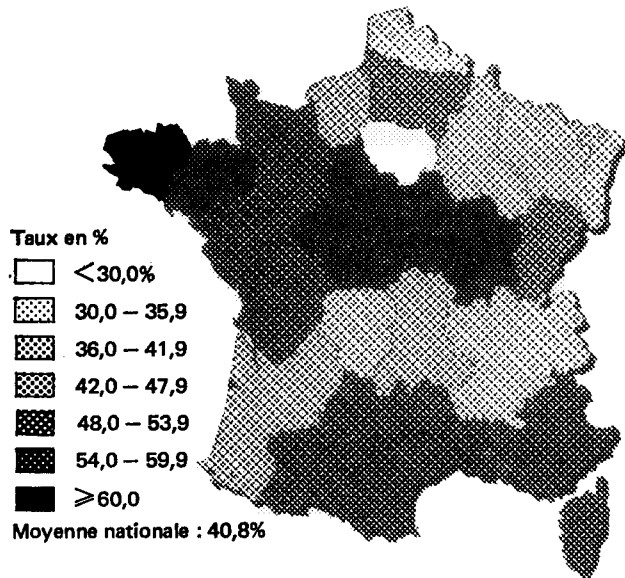 Taux en %
<30,0%
30,0 – 35,9
36,0 – 41,9
42,0 – 47,9
48,0 – 53,9
54,0 – 59,9
⩾60,0
Moyenne nationale : 40,8%